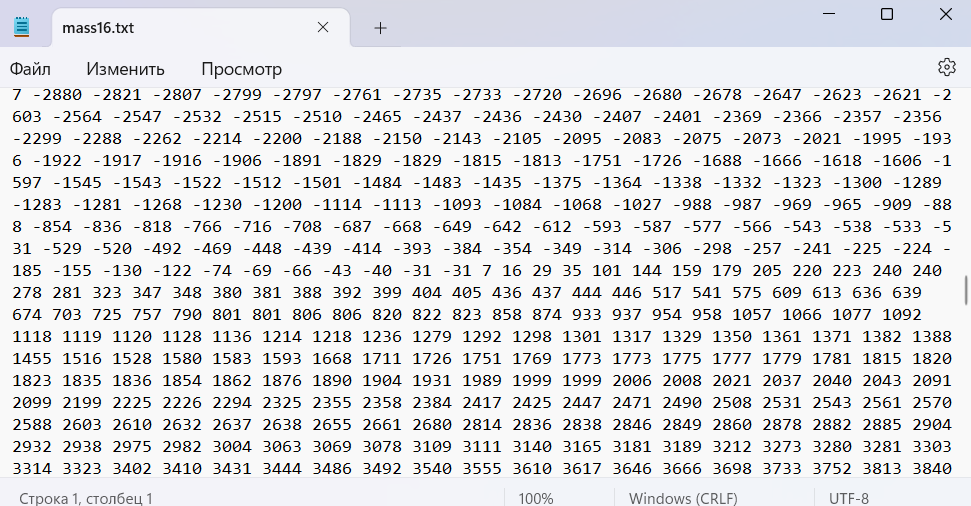 mass16.txt
Файл Изменить Просмотр
7 -2880 -2821 -2807 -2799 -2797 -2761 -2735 -2733 -2720 -2696 -2680 -2678 -2647 -2623 -2621 -2
603 -2564 -2547 -2532 -2515 -2510 -2465 -2437 -2436 -2430 -2407 -2401 -2369 -2366 -2357 -2356
-2299 -2288 -2262 -2214 -2200 -2188 -2150 -2143 -2105 -2095 -2083 -2075 -2073 -2021 -1995 -193
6 -1922 -1917 -1916 -1906 -1891 -1829 -1829 -1815 -1813 -1751 -1726 -1688 -1666 -1618 -1606 -1
597 -1545 -1543 -1522 -1512 -1501 -1484 -1483 -1435 -1375 -1364 -1338 -1332 -1323 -1300 -1289
-1283 -1281 -1268 -1230 -1200 -1114 -1113 -1093 -1084 -1068 -1027 -988 -987 -969 -965 -909 -88
8 -854 -836 -818 -766 -716 -708 -687 -668 -649 -642 -612 -593 -587 -577 -566 -543 -538 -533 -5
31 -529 -520 -492 -469 -448 -439 -414 -393 -384 -354 -349 -314 -306 -298 -257 -241 -225 -224 -
185 -155 -130 -122 -74 -69 -66 -43 -40 -31 -31 7 16 29 35 101 144 159 179 205 220 223 240 240
278 281 323 347 348 380 381 388 392 399 404 405 436 437 444 446 517 541 575 609 613 636 639
674 703 725 757 790 801 801 806 806 820 822 823 858 874 933 937 954 958 1057 1066 1077 1092
1118 1119 1120 1128 1136 1214 1218 1236 1279 1292 1298 1301 1317 1329 1350 1361 1371 1382 1388
1455 1516 1528 1580 1583 1593 1668 1711 1726 1751 1769 1773 1773 1775 1777 1779 1781 1815 1820
1823 1835 1836 1854 1862 1876 1890 1904 1931 1989 1999 1999 2006 2008 2021 2037 2040 2043 2091
2099 2199 2225 2226 2294 2325 2355 2358 2384 2417 2425 2447 2471 2490 2508 2531 2543 2561 2570
2588 2603 2610 2632 2637 2638 2655 2661 2680 2814 2836 2838 2846 2849 2860 2878 2882 2885 2904
2932 2938 2975 2982 3004 3063 3069 3078 3109 3111 3140 3165 3181 3189 3212 3273 3280 3281 3303
3314 3323 3402 3410 3431 3444 3486 3492 3540 3555 3610 3617 3646 3666 3698 3733 3752 3813 3840
Строка 1, столбец 1 100% Windows (CRLF) UTF-8